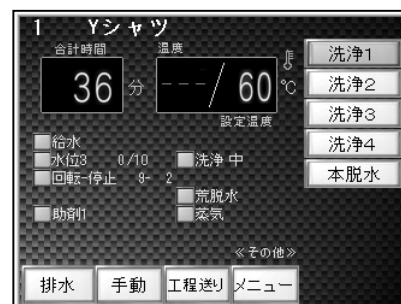 1 Yシャツ
合計時間 温度
36 分 ---/ 60 ℃
設定温度
給水
水位3 0/10 洗浄 中
回転-停止 9- 2
荒脱水
助剤1 蒸気
≪その他≫
洗浄1
洗浄2
洗浄3
洗浄4
本脱水
排水 手動 工程送り メニュー